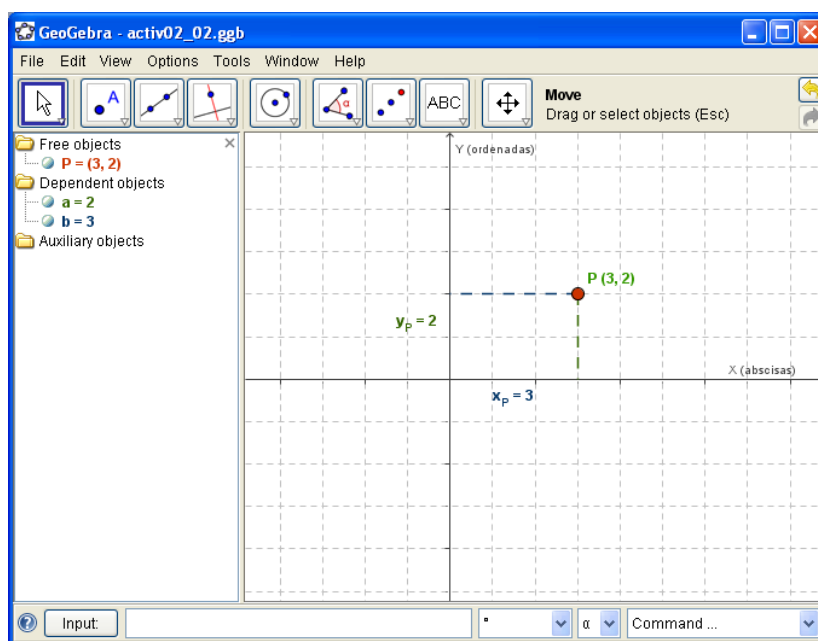 GeoGebra - activ02_02.ggb
File Edit View Options Tools Window Help
A
α
ABC
Move
Drag or select objects (Esc)
Free objects
P = (3, 2)
Dependent objects
a = 2
b = 3
Auxiliary objects
Y (ordenadas)
P (3, 2)
yP = 2
X (abscisas)
xP = 3
Input:
°
α
Command ...